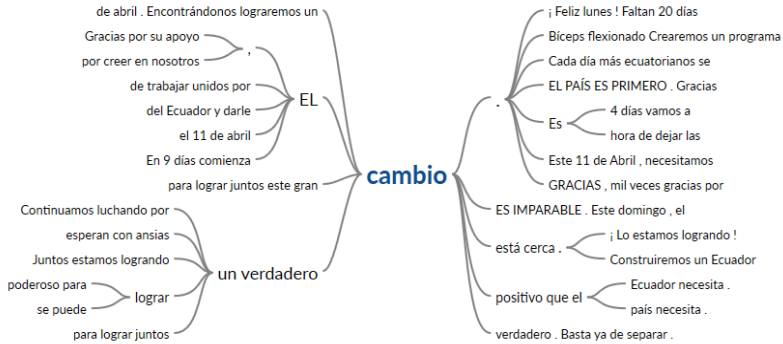 de abril . Encontrándonos lograremos un
Gracias por su apoyo
por creer en nosotros
,
de trabajar unidos por
del Ecuador y darle
el 11 de abril
En 9 días comienza
EL
para lograr juntos este gran
Continuamos luchando por
esperan con ansias
Juntos estamos logrando
poderoso para
se puede
lograr
para lograr juntos
un verdadero
cambio
.
¡ Feliz lunes ! Faltan 20 días
Bíceps flexionado Crearemos un programa
Cada día más ecuatorianos se
EL PAÍS ES PRIMERO . Gracias
Es
4 días vamos a
hora de dejar las
Este 11 de Abril , necesitamos
GRACIAS , mil veces gracias por
ES IMPARABLE . Este domingo , el
está cerca .
¡ Lo estamos logrando !
Construiremos un Ecuador
positivo que el
Ecuador necesita .
país necesita .
verdadero . Basta ya de separar .